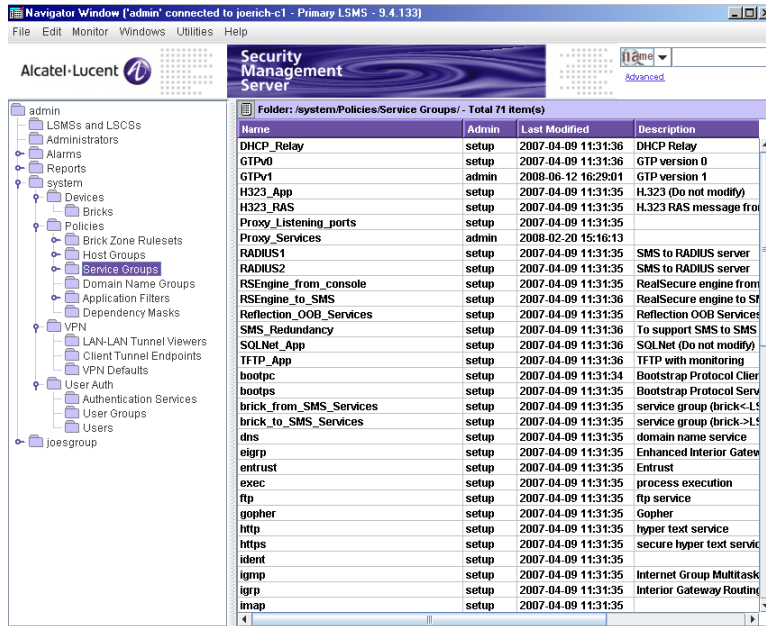 Navigator Window ('admin' connected to joerich-c1 - Primary LSMS - 9.4.133)
File Edit Monitor Windows Utilities Help
Alcatel·Lucent
Security
Management
Server
name
Advanced
admin
LSMSs and LSCSs
Administrators
Alarms
Reports
system
Devices
Bricks
Policies
Brick Zone Rulesets
Host Groups
Service Groups
Domain Name Groups
Application Filters
Dependency Masks
VPN
LAN-LAN Tunnel Viewers
Client Tunnel Endpoints
VPN Defaults
User Auth
Authentication Services
User Groups
Users
joesgroup
Folder: /system/Policies/Service Groups/ - Total 71 item(s)
Name Admin Last Modified Description
DHCP_Relay setup 2007-04-09 11:31:36 DHCP Relay
GTPv0 setup 2007-04-09 11:31:36 GTP version 0
GTPv1 admin 2008-06-12 16:29:01 GTP version 1
H323_App setup 2007-04-09 11:31:35 H.323 (Do not modify)
H323_RAS setup 2007-04-09 11:31:35 H.323 RAS message fro
Proxy_Listening_ports setup 2007-04-09 11:31:35
Proxy_Services admin 2008-02-20 15:16:13
RADIUS1 setup 2007-04-09 11:31:35 SMS to RADIUS server
RADIUS2 setup 2007-04-09 11:31:35 SMS to RADIUS server
RSEngine_from_console setup 2007-04-09 11:31:35 RealSecure engine from
RSEngine_to_SMS setup 2007-04-09 11:31:36 RealSecure engine to S
Reflection_OOB_Services setup 2007-04-09 11:31:35 Reflection OOB Services
SMS_Redundancy setup 2007-04-09 11:31:36 To support SMS to SMS
SQLNet_App setup 2007-04-09 11:31:36 SQLNet (Do not modify)
TFTP_App setup 2007-04-09 11:31:36 TFTP with monitoring
bootpc setup 2007-04-09 11:31:34 Bootstrap Protocol Clier
bootps setup 2007-04-09 11:31:35 Bootstrap Protocol Serv
brick_from_SMS_Services setup 2007-04-09 11:31:35 service group (brick<-LS
brick_to_SMS_Services setup 2007-04-09 11:31:35 service group (brick->LS
dns setup 2007-04-09 11:31:35 domain name service
eigrp setup 2007-04-09 11:31:35 Enhanced Interior Gatew
entrust setup 2007-04-09 11:31:35 Entrust
exec setup 2007-04-09 11:31:35 process execution
ftp setup 2007-04-09 11:31:35 ftp service
gopher setup 2007-04-09 11:31:35 Gopher
http setup 2007-04-09 11:31:35 hyper text service
https setup 2007-04-09 11:31:35 secure hyper text servic
ident setup 2007-04-09 11:31:35
igmp setup 2007-04-09 11:31:35 Internet Group Multitask
igrp setup 2007-04-09 11:31:35 Interior Gateway Routing
imap setup 2007-04-09 11:31:35